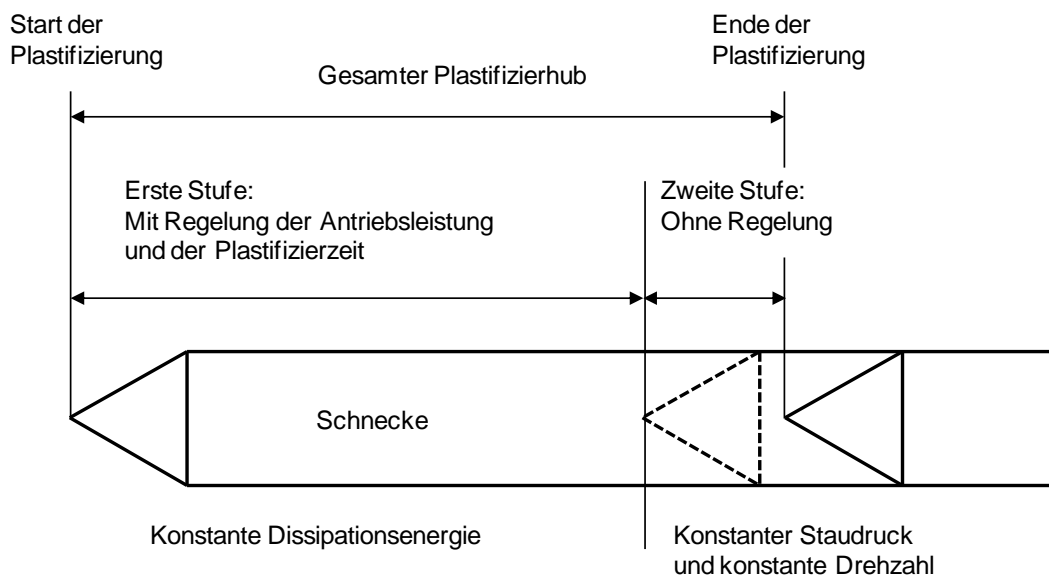 Start der
Plastifizierung
Ende der
Plastifizierung
Gesamter Plastifizierhub
Erste Stufe:
Mit Regelung der Antriebsleistung
und der Plastifizierzeit
Zweite Stufe:
Ohne Regelung
Schnecke
Konstante Dissipationsenergie
Konstanter Staudruck
und konstante Drehzahl